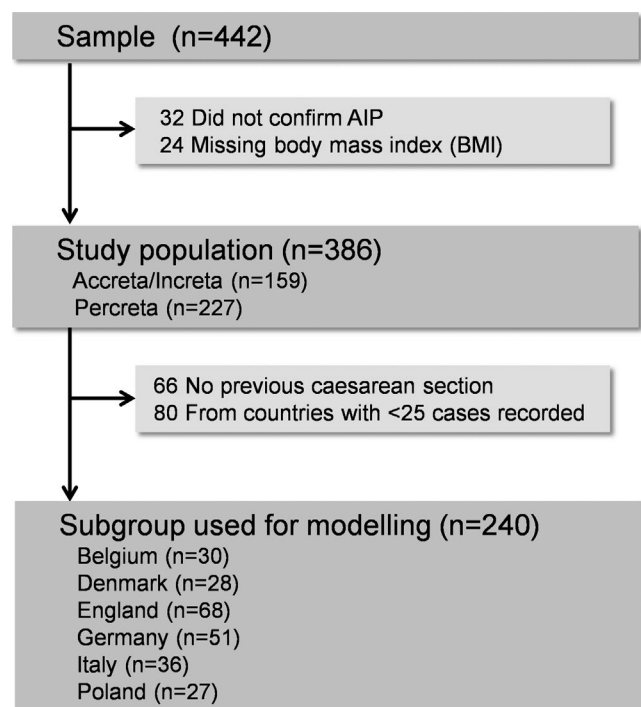 Sample (n=442)
32 Did not confirm AIP
24 Missing body mass index (BMI)
Study population (n=386)
Accreta/Increta (n=159)
Percreta (n=227)
66 No previous caesarean section
80 From countries with <25 cases recorded
Subgroup used for modelling (n=240)
Belgium (n=30)
Denmark (n=28)
England (n=68)
Germany (n=51)
Italy (n=36)
Poland (n=27)